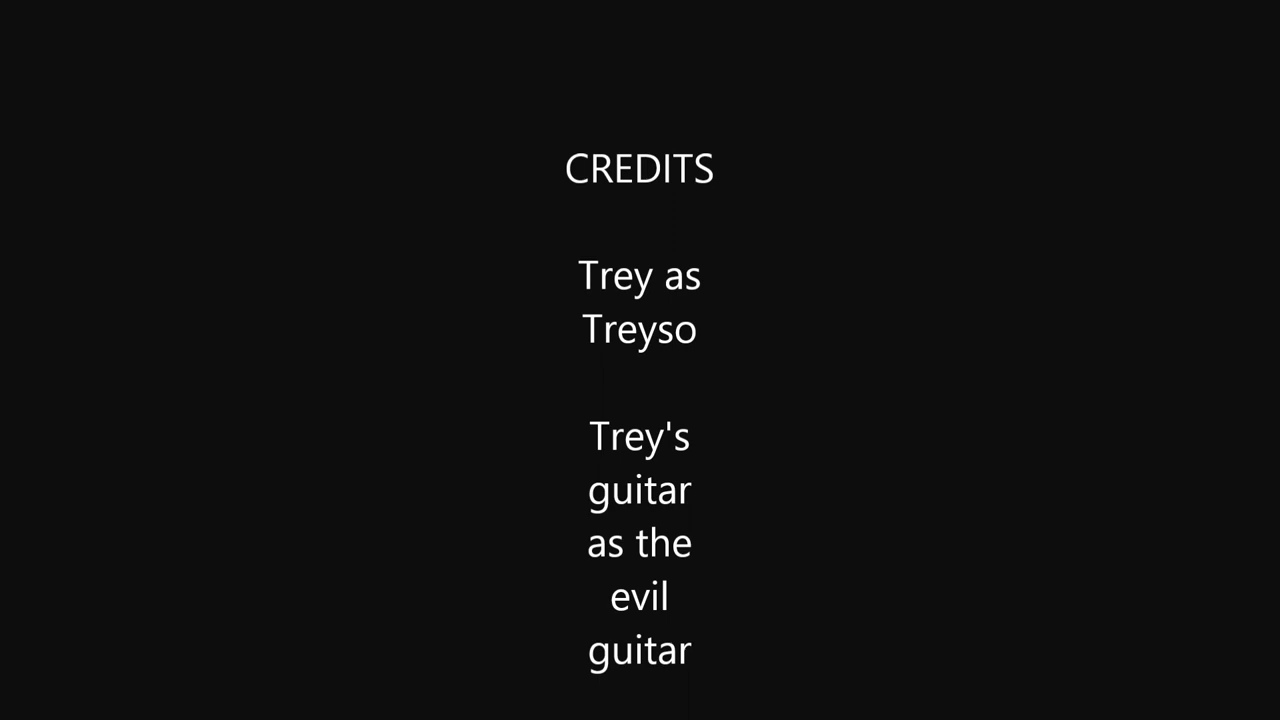 CREDITS
Trey as
Treyso
Trey's
guitar
as the
evil
guitar